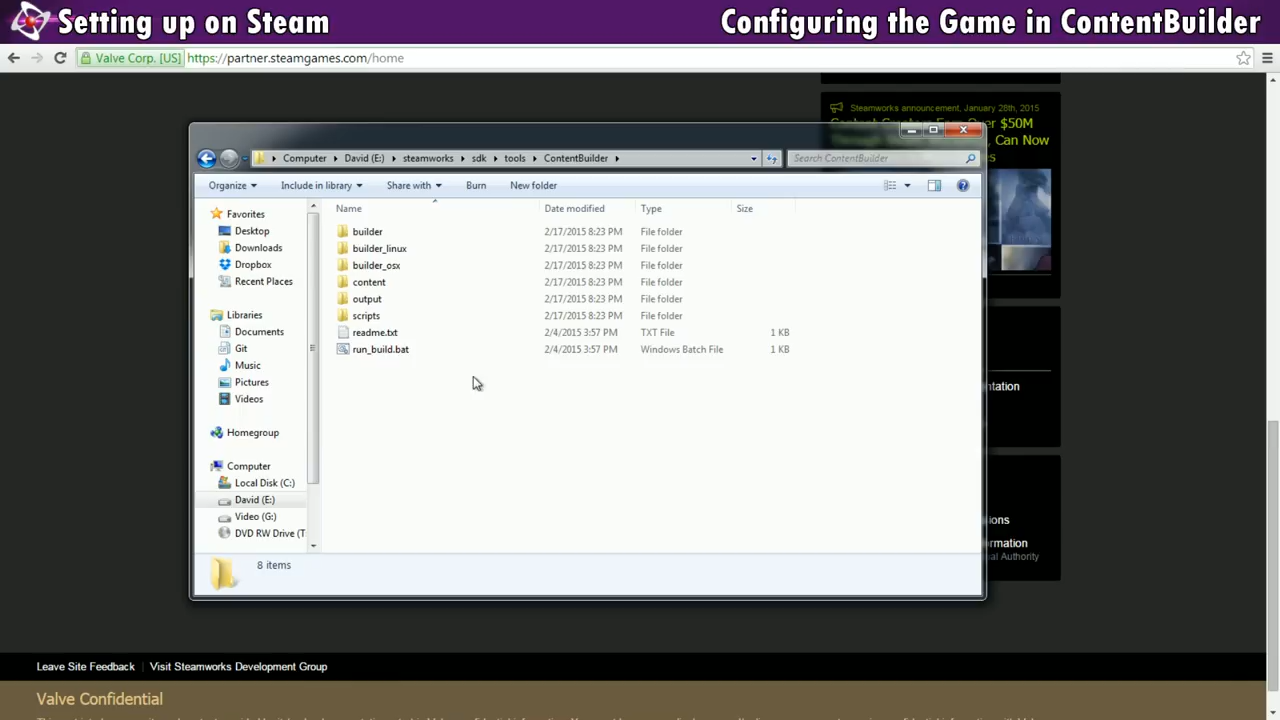 Setting up on Steam
Configuring the Game in ContentBuilder
Valve Corp. [US] https://partner.steamgames.com/home
Steamworks announcement, January 28th, 2015
$50M
, Can Now
es
Computer David (E:) steamworks sdk tools ContentBuilder
Search ContentBuilder
Organize Include in library Share with Burn New folder
Name Date modified Type Size
Favorites
Desktop
Downloads
Dropbox
Recent Places
Libraries
Documents
Git
Music
Pictures
Videos
Homegroup
Computer
Local Disk (C:)
David (E:)
Video (G:)
DVD RW Drive (T
builder 2/17/2015 8:23 PM File folder
builder_linux 2/17/2015 8:23 PM File folder
builder_osx 2/17/2015 8:23 PM File folder
content 2/17/2015 8:23 PM File folder
output 2/17/2015 8:23 PM File folder
scripts 2/17/2015 8:23 PM File folder
readme.txt 2/4/2015 3:57 PM TXT File 1 KB
run_build.bat 2/4/2015 3:57 PM Windows Batch File 1 KB
8 items
ntation
ions
rmation
al Authority
Leave Site Feedback Visit Steamworks Development Group
Valve Confidential